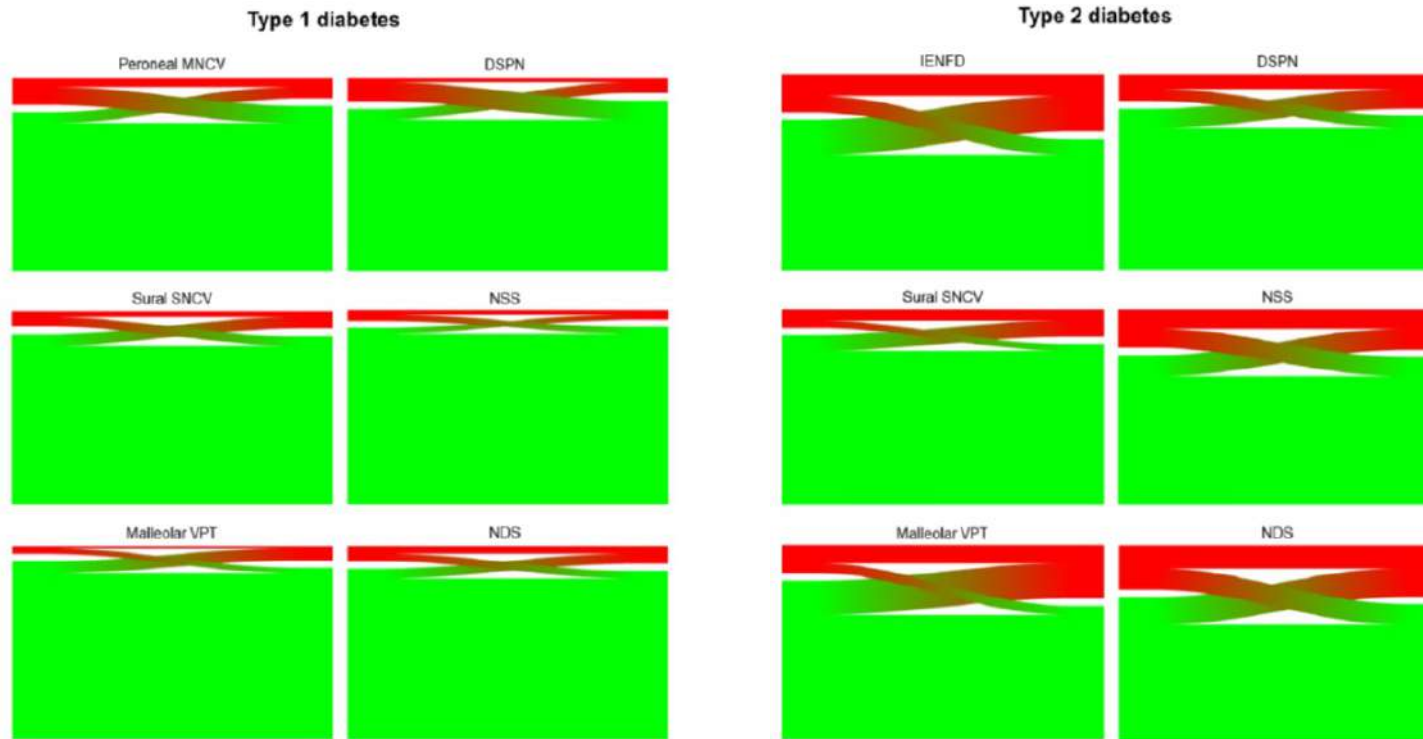 Type 1 diabetes
Peroneal MNCV
DSPN
Sural SNCV
NSS
Malleolar VPT
NDS
Type 2 diabetes
IENFD
DSPN
Sural SNCV
NSS
Malleolar VPT
NDS